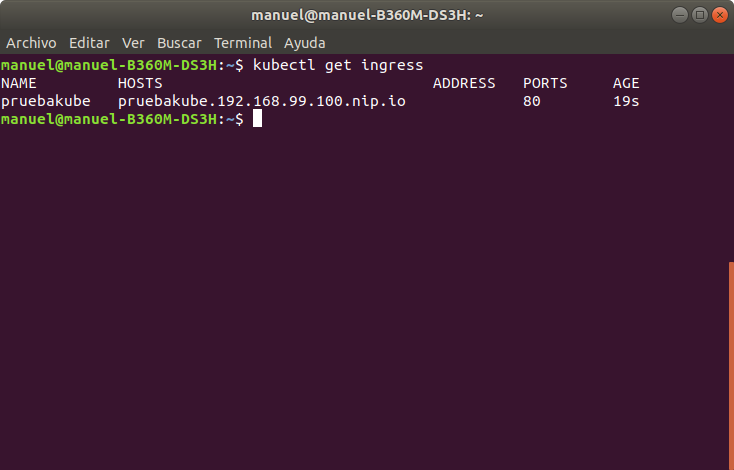 manuel@manuel-B360M-DS3H: ~
Archivo Editar Ver Buscar Terminal Ayuda
manuel@manuel-B360M-DS3H:~$ kubectl get ingress
NAME HOSTS ADDRESS PORTS AGE
pruebakube pruebakube.192.168.99.100.nip.io 80 19s
manuel@manuel-B360M-DS3H:~$